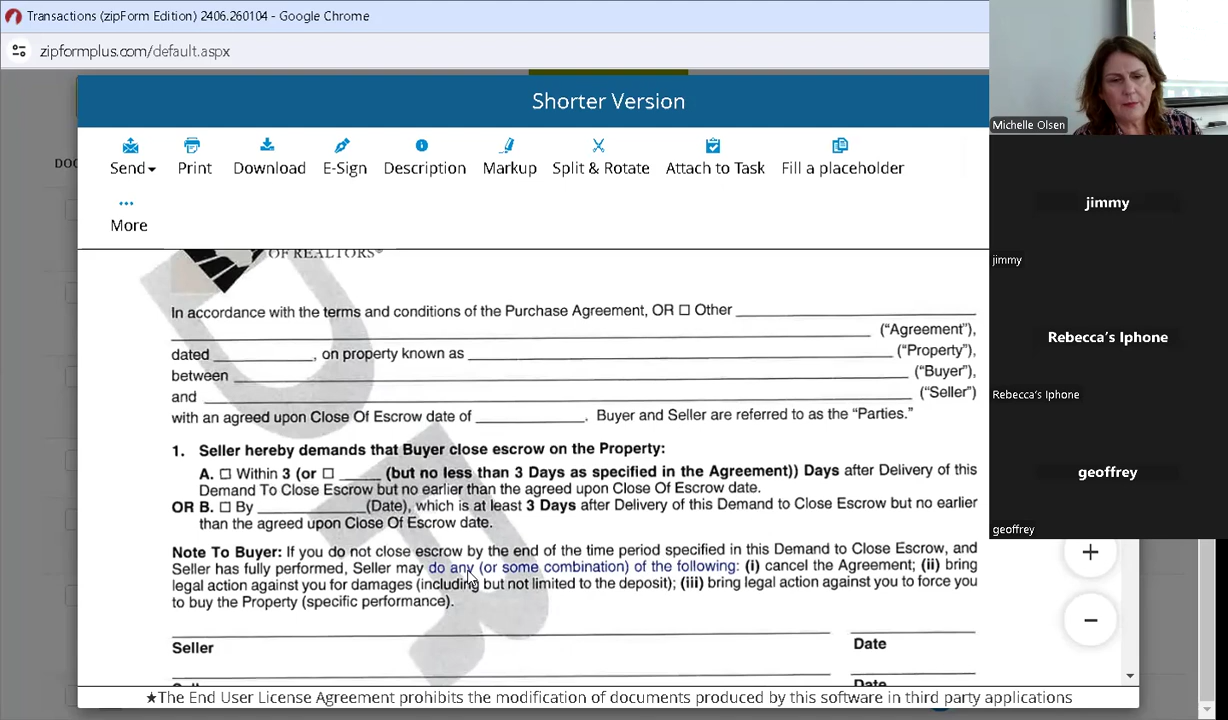 Transactions (zipForm Edition) 2406.260104 - Google Chrome
zipformplus.com/default.aspx
Shorter Version
Send Print Download E-Sign Description Markup Split & Rotate Attach to Task Fill a placeholder
More
DOC
OF REALTORS®
In accordance with the terms and conditions of the Purchase Agreement, OR ☐ Other ____________________
____________________ ("Agreement"),
dated __________, on property known as ____________________ ("Property"),
between ____________________ ("Buyer"),
and ____________________ ("Seller")
with an agreed upon Close Of Escrow date of __________. Buyer and Seller are referred to as the "Parties."
1. Seller hereby demands that Buyer close escrow on the Property:
A. ☐ Within 3 (or ☐ ____ (but no less than 3 Days as specified in the Agreement)) Days after Delivery of this
Demand To Close Escrow but no earlier than the agreed upon Close Of Escrow date.
OR B. ☐ By __________(Date), which is at least 3 Days after Delivery of this Demand to Close Escrow but no earlier
than the agreed upon Close Of Escrow date.
Note To Buyer: If you do not close escrow by the end of the time period specified in this Demand to Close Escrow, and
Seller has fully performed, Seller may do any (or some combination) of the following: (i) cancel the Agreement; (ii) bring
legal action against you for damages (including but not limited to the deposit); (iii) bring legal action against you to force you
to buy the Property (specific performance).
Seller Date
Date
★The End User License Agreement prohibits the modification of documents produced by this software in third party applications
Michelle Olsen
jimmy
jimmy
Rebecca's Iphone
Rebecca's Iphone
geoffrey
geoffrey